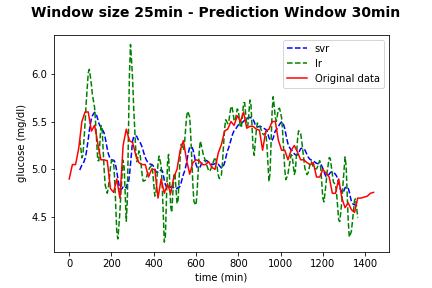 Window size 25min - Prediction Window 30min
svr
lr
Original data
glucose (mg/dl)
6.0
5.5
5.0
4.5
0 200 400 600 800 1000 1200 1400
time (min)